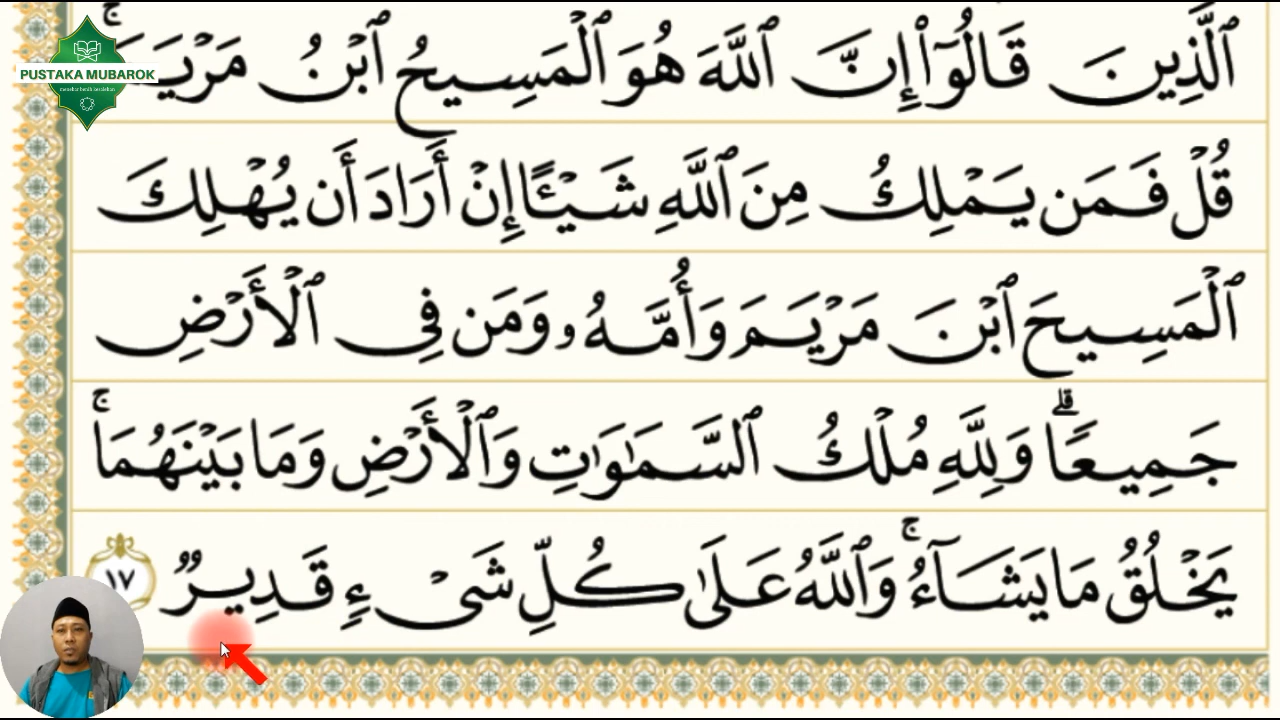 ٱلَّذِينَ قَالُوٓا۟ إِنَّ ٱللَّهَ هُوَ ٱلْمَسِيحُ ٱبْنُ مَرْيَمَ ۚ
PUSTAKA MUBAROK
قُلْ فَمَن يَمْلِكُ مِنَ ٱللَّهِ شَيْـًٔا إِنْ أَرَادَ أَن يُهْلِكَ
ٱلْمَسِيحَ ٱبْنَ مَرْيَمَ وَأُمَّهُۥ وَمَن فِى ٱلْأَرْضِ
جَمِيعًا ۗ وَلِلَّهِ مُلْكُ ٱلسَّمَـٰوَٰتِ وَٱلْأَرْضِ وَمَا بَيْنَهُمَا ۚ
يَخْلُقُ مَا يَشَآءُ ۚ وَٱللَّهُ عَلَىٰ كُلِّ شَىْءٍ قَدِيرٌ ١٧